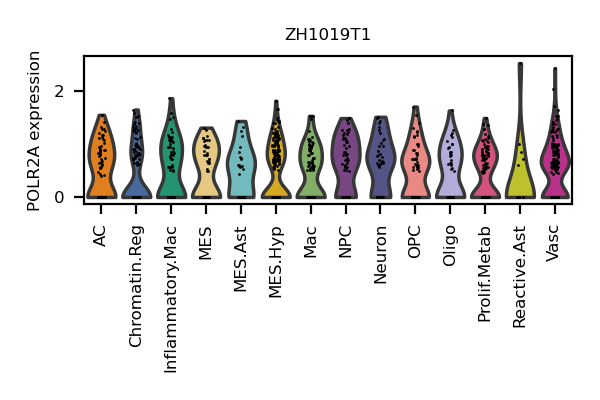 ZH1019T1
POLR2A expression
2
0
AC
Chromatin.Reg
Inflammatory.Mac
MES
MES.Ast
MES.Hyp
Mac
NPC
Neuron
OPC
Oligo
Prolif.Metab
Reactive.Ast
Vasc